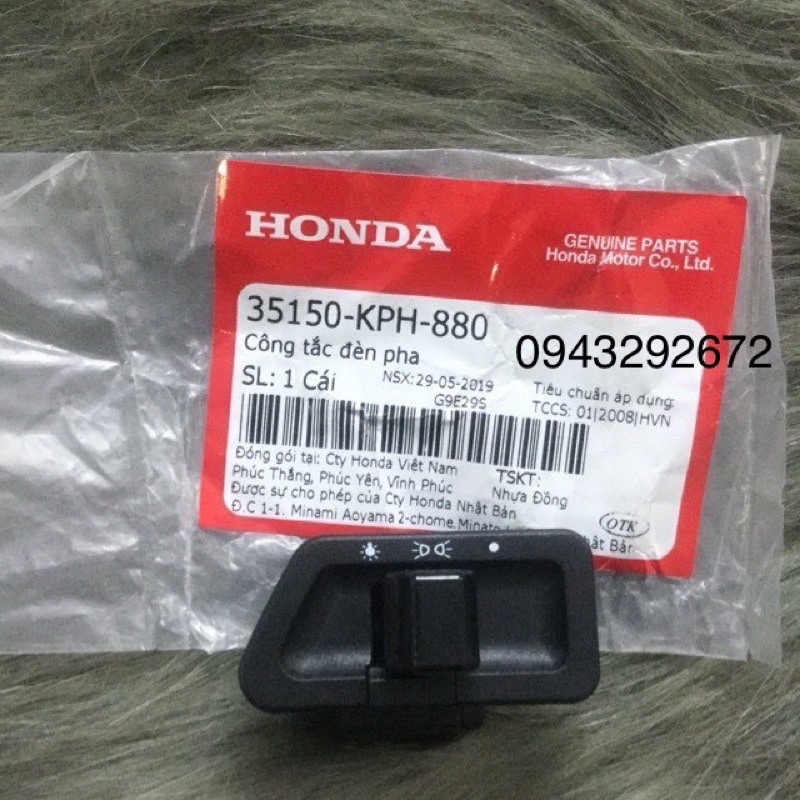 HONDA
GENUINE PARTS
Honda Motor Co., Ltd.
35150-KPH-880
0943292672
Công tắc đèn pha
SL: 1 Cái
NSX:29-05-2019
G9E29S
Tiêu chuẩn áp dụng:
TCCS: 01|2008|HVN
Đóng gói tại: Cty Honda Việt Nam
Phúc Thắng, Phúc Yên, Vĩnh Phúc
TSKT:
Nhựa Đồng
Được sự cho phép của Cty Honda Nhật Bản
Đ.C 1-1. Minami Aoyama 2-chome, Minato
QTK